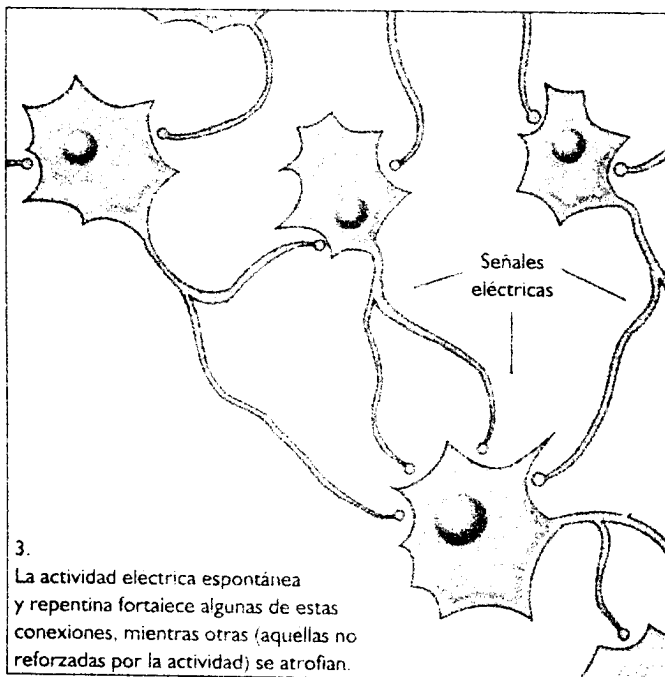 Señales
eléctricas
3.
La actividad electrica espontánea
y repentina fortalece algunas de estas
conexiones, mientras otras (aquellas no
reforzadas por la actividad) se atrofian.